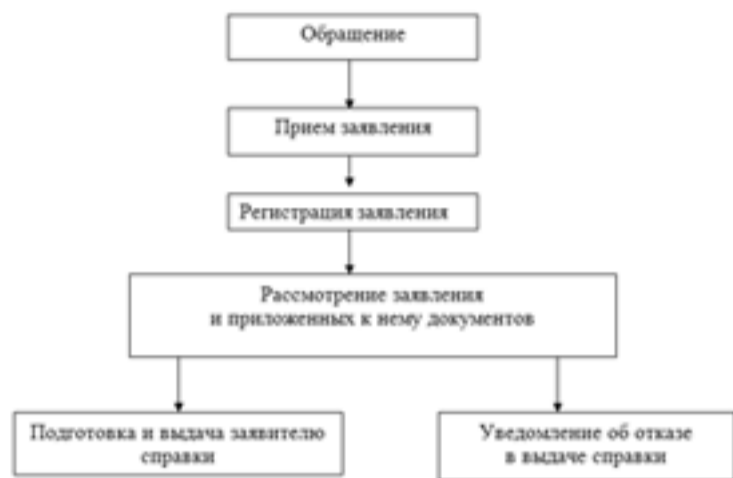 Обращение
Прием заявления
Регистрация заявления
Рассмотрение заявления
и приложенных к нему документов
Подготовка и выдача заявителю
справки
Уведомление об отказе
в выдаче справки